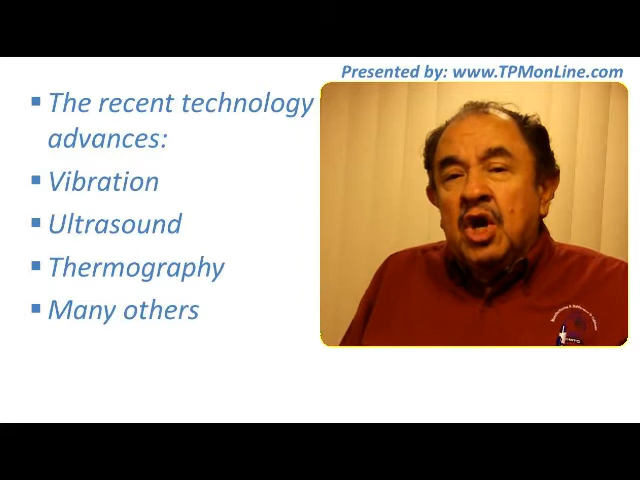 Presented by: www.TPMonLine.com
▪ The recent technology
advances:
▪ Vibration
▪ Ultrasound
▪ Thermography
▪ Many others